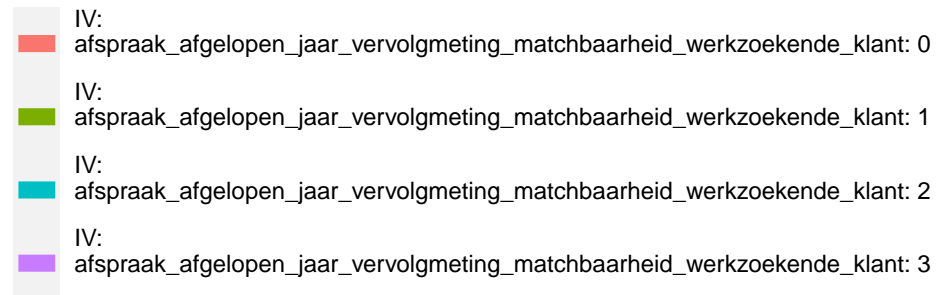 IV:
afspraak_afgelopen_jaar_vervolgmeting_matchbaarheid_werkzoekende_klant: 0
IV:
afspraak_afgelopen_jaar_vervolgmeting_matchbaarheid_werkzoekende_klant: 1
IV:
afspraak_afgelopen_jaar_vervolgmeting_matchbaarheid_werkzoekende_klant: 2
IV:
afspraak_afgelopen_jaar_vervolgmeting_matchbaarheid_werkzoekende_klant: 3